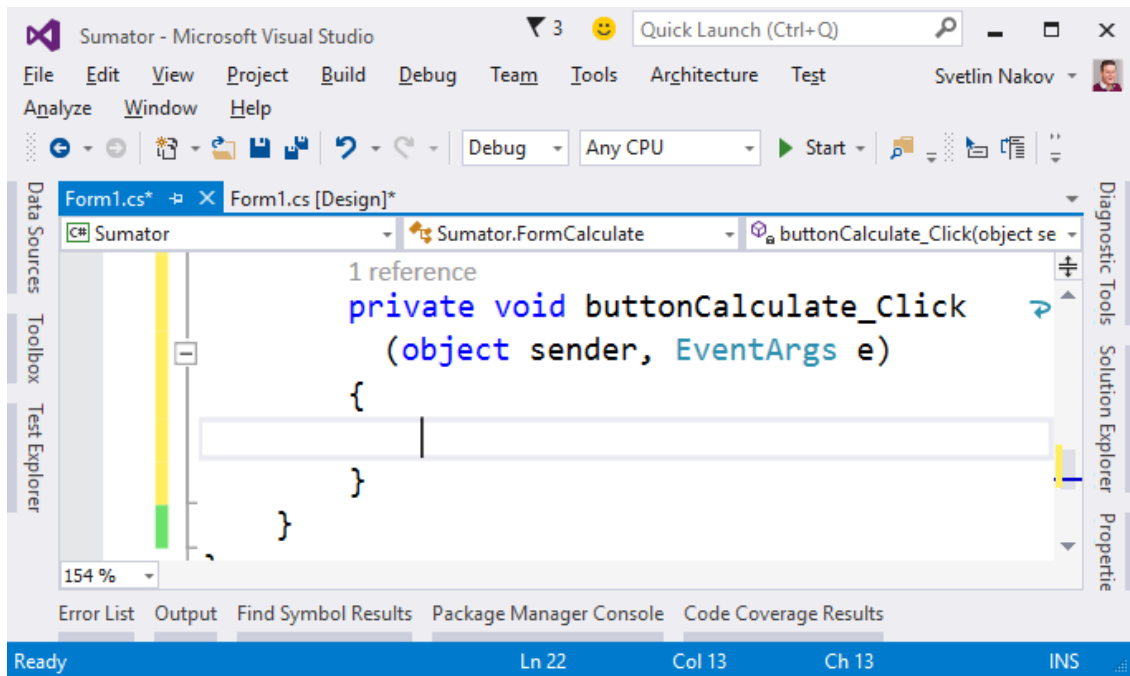 Sumator - Microsoft Visual Studio 3 Quick Launch (Ctrl+Q)
File Edit View Project Build Debug Team Tools Architecture Test Svetlin Nakov
Analyze Window Help
Debug Any CPU Start
Data Sources
Toolbox
Test Explorer
Form1.cs* Form1.cs [Design]*
C# Sumator Sumator.FormCalculate buttonCalculate_Click(object se
1 reference
private void buttonCalculate_Click
(object sender, EventArgs e)
{
}
}
154 %
Diagnostic Tools
Solution Explorer
Propertie
Error List Output Find Symbol Results Package Manager Console Code Coverage Results
Ready Ln 22 Col 13 Ch 13 INS